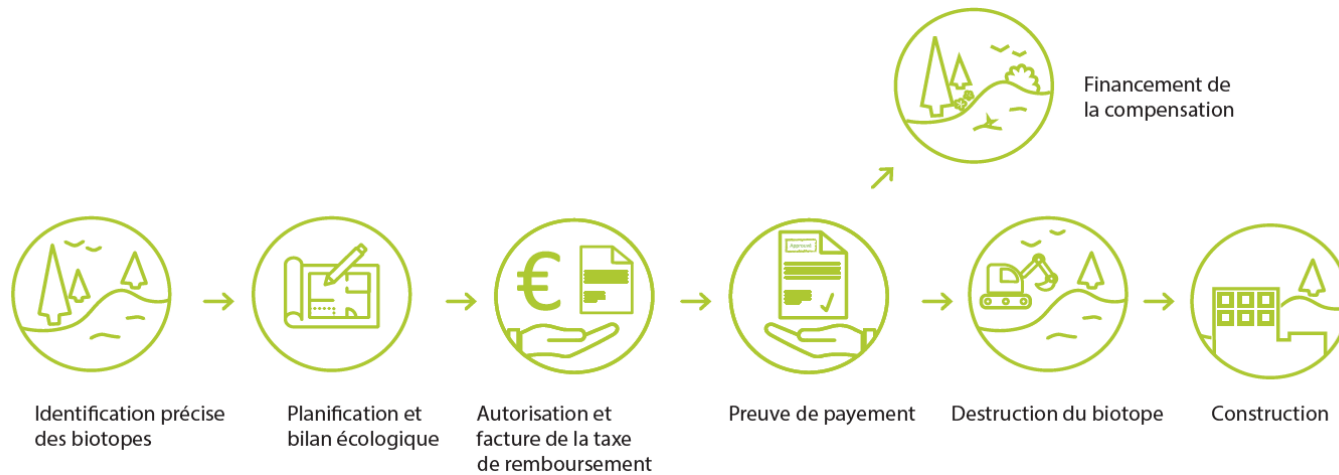 Financement de
la compensation
Approuvé
€
Identification précise
des biotopes
Planification et
bilan écologique
Autorisation et
facture de la taxe
de remboursement
Preuve de payement
Destruction du biotope
Construction